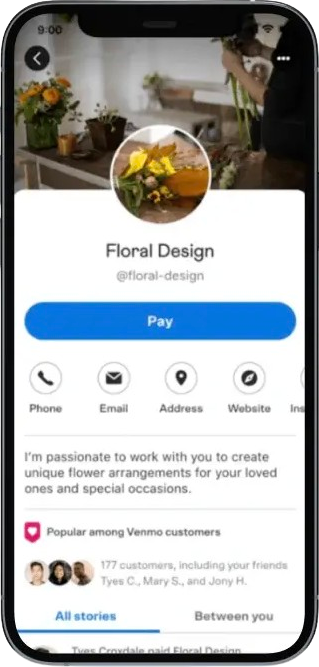 9:00
Floral Design
@floral-design
Pay
Phone Email Address Website Ins
I'm passionate to work with you to create
unique flower arrangements for your loved
ones and special occasions.
Popular among Venmo customers
177 customers, including your friends
Tyes C., Mary S., and Jony H.
All stories Between you
Tyes Croxdale paid Floral Design